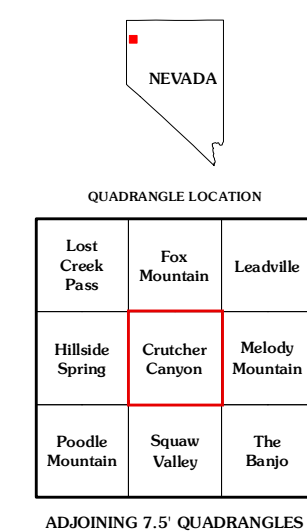 NEVADA
QUADRANGLE LOCATION
Lost
Creek
Pass
Fox
Mountain
Leadville
Hillside
Spring
Crutcher
Canyon
Melody
Mountain
Poodle
Mountain
Squaw
Valley
The
Banjo
ADJOINING 7.5' QUADRANGLES